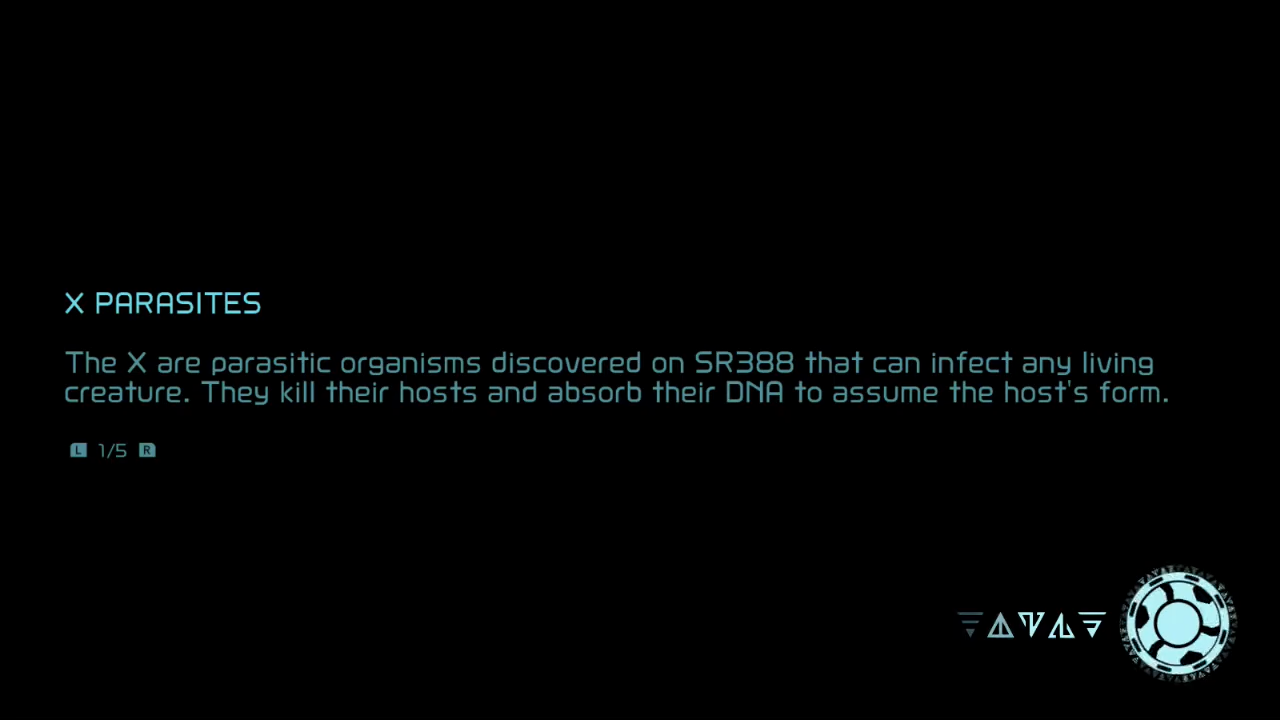 X PARASITES
The X are parasitic organisms discovered on SR388 that can infect any living
creature. They kill their hosts and absorb their DNA to assume the host's form.
L 1/5 R